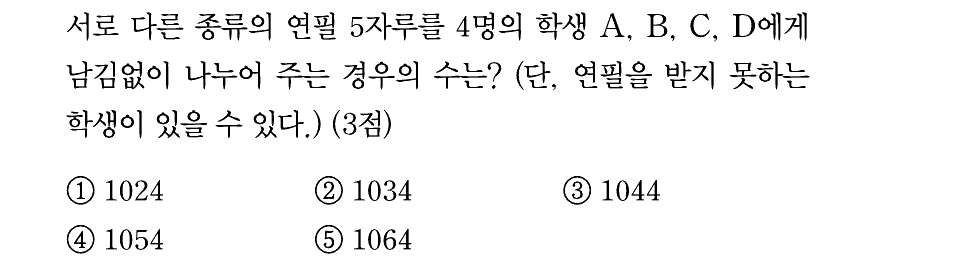 서로 다른 종류의 연필 5자루를 4명의 학생 A, B, C, D에게
남김없이 나누어 주는 경우의 수는? (단, 연필을 받지 못하는
학생이 있을 수 있다.) (3점)
① 1024 ② 1034 ③ 1044
④ 1054 ⑤ 1064